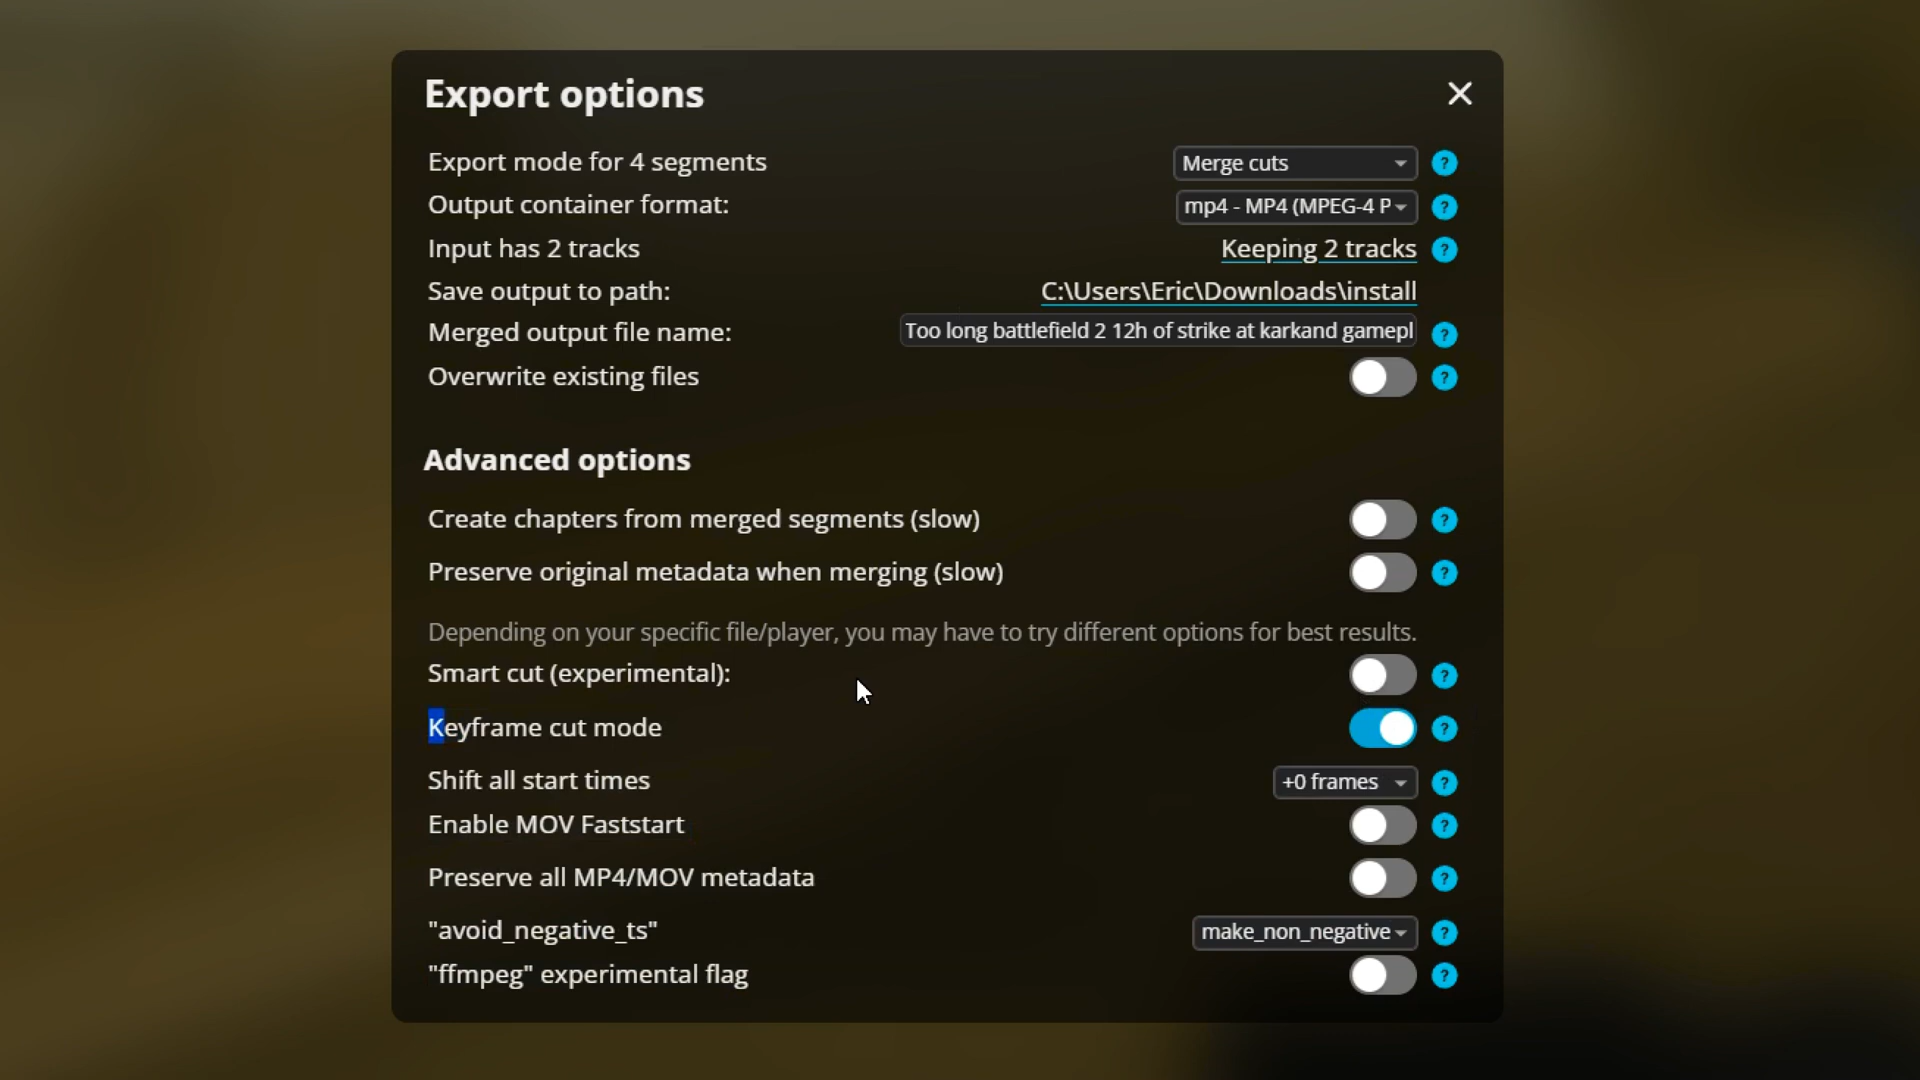 Export options
Export mode for 4 segments Merge cuts ?
Output container format: mp4 - MP4 (MPEG-4 P ?
Input has 2 tracks Keeping 2 tracks ?
Save output to path: C:\Users\Eric\Downloads\install
Merged output file name: Too long battlefield 2 12h of strike at karkand gamepl ?
Overwrite existing files ?
Advanced options
Create chapters from merged segments (slow) ?
Preserve original metadata when merging (slow) ?
Depending on your specific file/player, you may have to try different options for best results.
Smart cut (experimental): ?
Keyframe cut mode ?
Shift all start times +0 frames ?
Enable MOV Faststart ?
Preserve all MP4/MOV metadata ?
"avoid_negative_ts" make_non_negative ?
"ffmpeg" experimental flag ?